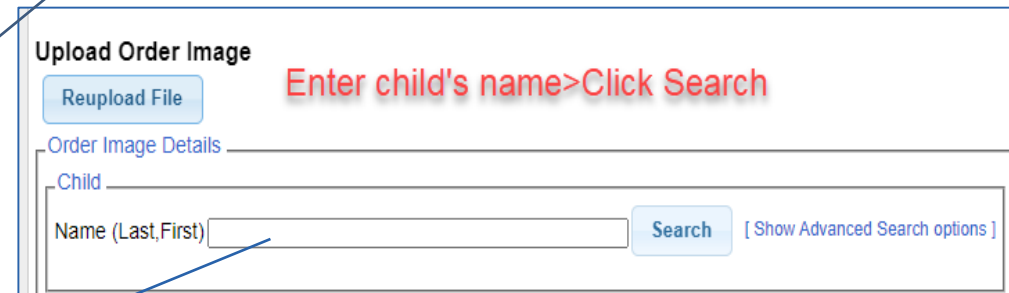 Upload Order Image
Enter child's name>Click Search
Reupload File
Order Image Details
Child
Name (Last,First) Search [ Show Advanced Search options ]